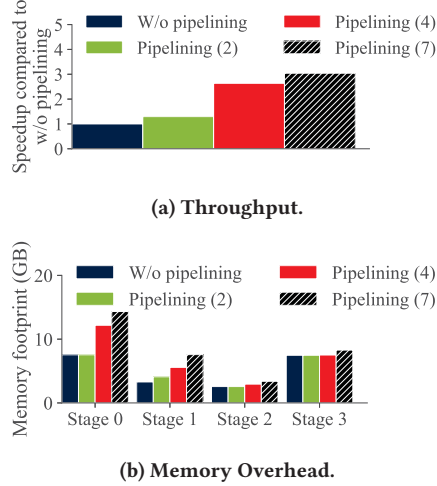 Speedup compared to
w/o pipelining
5
4
3
2
1
0
W/o pipelining
Pipelining (2)
Pipelining (4)
Pipelining (7)
(a) Throughput.
Memory footprint (GB)
20
10
0
W/o pipelining
Pipelining (2)
Pipelining (4)
Pipelining (7)
Stage 0 Stage 1 Stage 2 Stage 3
(b) Memory Overhead.